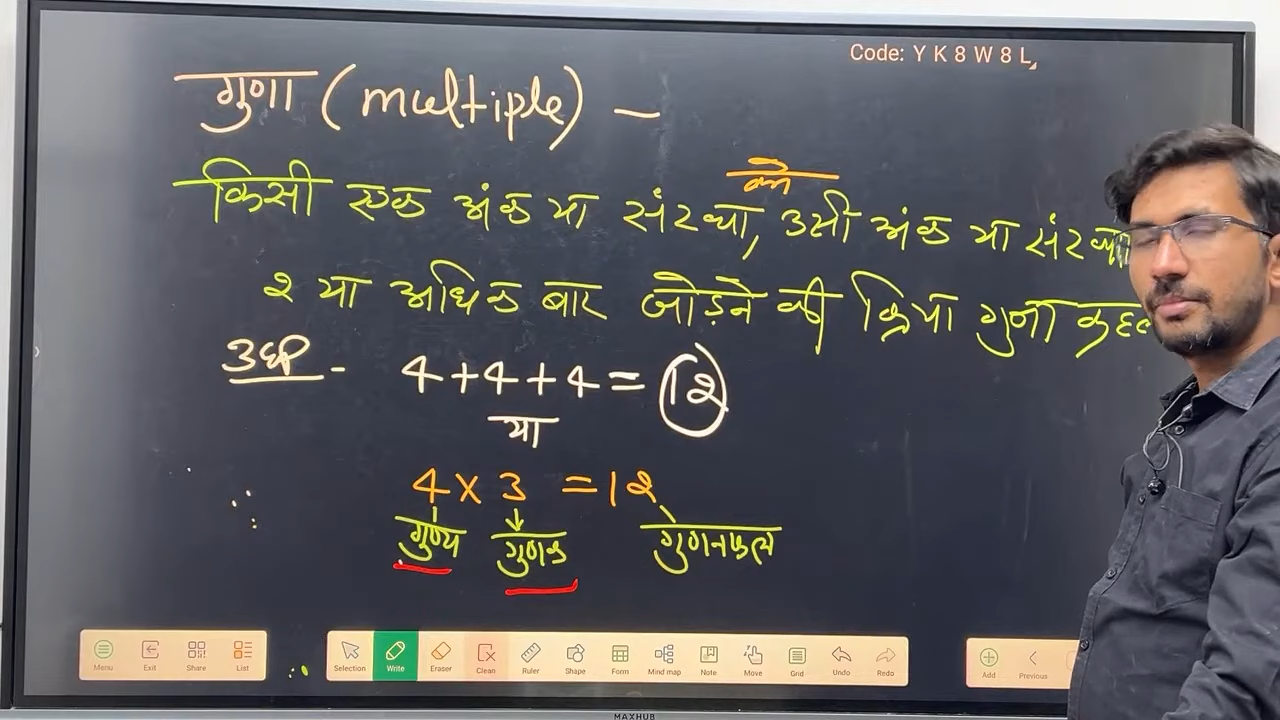 Code: Y K 8 W 8 L
गुणा (multiple) –
को
किसी एक अंक या संख्या, उसी अंक या संख्या
2 या अधिक बार जोड़ने की क्रिया गुना
उदा -
4+4+4 = 12
या
4 x 3 = 12
गुण्य गुणक गुणनफल
Menu Exit Share List Selection Write Eraser Clean Ruler Shape Form Mind map Note Move Grid Undo Redo Add Previous
MAXHUB